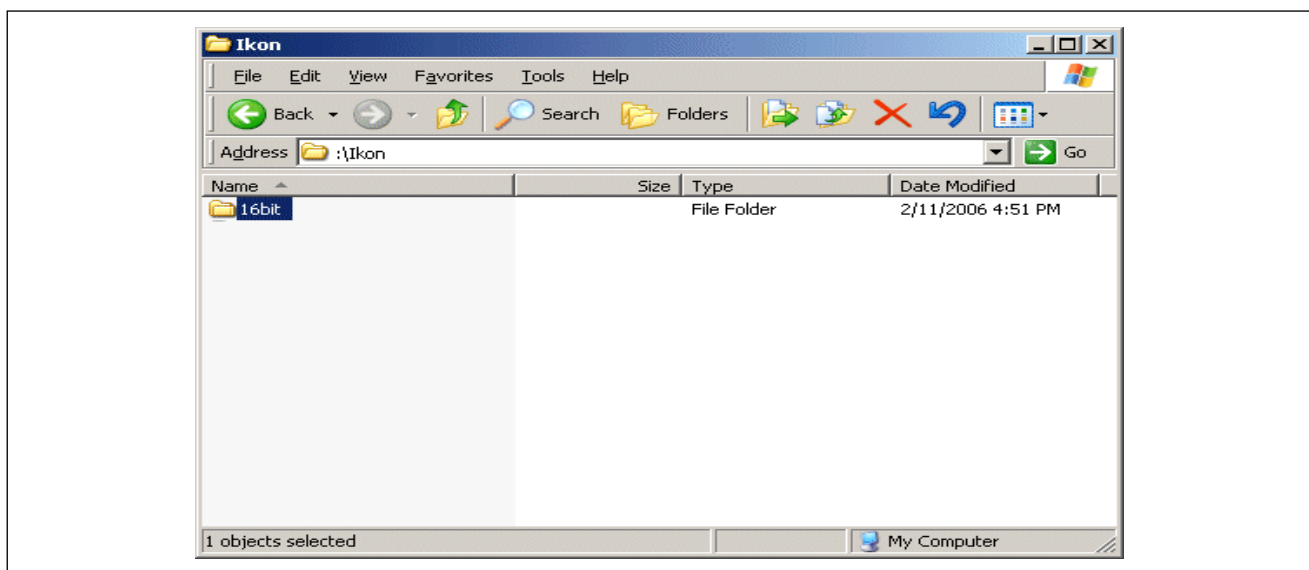 Ikon
File Edit View Favorites Tools Help
Back Search Folders
Address :\Ikon Go
Name Size Type Date Modified
16bit File Folder 2/11/2006 4:51 PM
1 objects selected My Computer